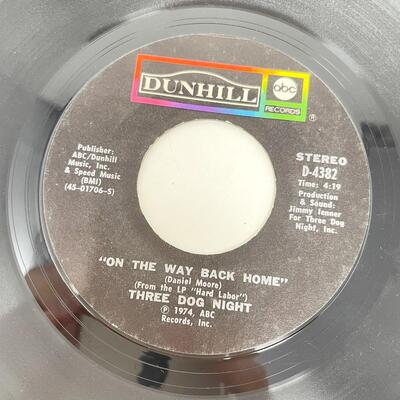 DUNHILL
abc
RECORDS
®
Publisher:
ABC/Dunhill
Music, Inc.
& Speed Music
(BMI)
(45-01706-S)
STEREO
D-4382
Time: 4:19
Production
& Sound:
Jimmy Ienner
For Three Dog
Night, Inc.
"ON THE WAY BACK HOME"
(Daniel Moore)
(From the LP "Hard Labor")
THREE DOG NIGHT
℗ 1974, ABC
Records, Inc.